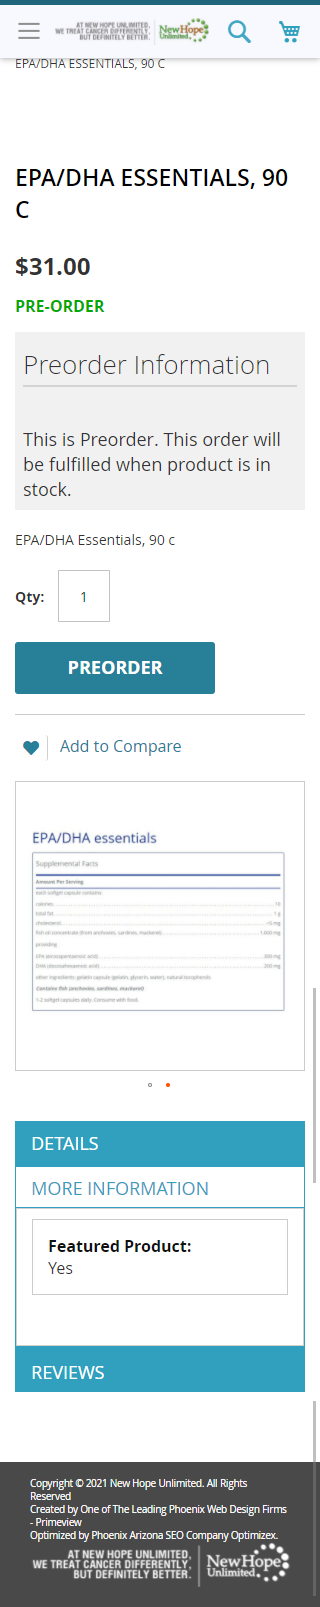 AT NEW HOPE UNLIMITED,
WE TREAT CANCER DIFFERENTLY,
BUT DEFINITELY BETTER.
NewHope
Unlimited
EPA/DHA ESSENTIALS, 90 C
EPA/DHA ESSENTIALS, 90
C
$31.00
PRE-ORDER
Preorder Information
This is Preorder. This order will
be fulfilled when product is in
stock.
EPA/DHA Essentials, 90 c
Qty:
1
PREORDER
Add to Compare
EPA/DHA essentials
Supplemental Facts
Amount Per Serving
each softgel capsule contains:
calories 10
total fat 1 g
cholesterol
fish oil concentrate (from anchovies, sardines, mackerel) 1,000 mg
providing
EPA (eicosapentaenoic acid) 300 mg
DHA (docosahexaenoic acid) 200 mg
other ingredients: gelatin capsule (gelatin, glycerin, water), natural tocopherols
Contains fish (anchovies, sardines, mackerel)
1-2 softgel capsules daily. Consume with food.
DETAILS
MORE INFORMATION
Featured Product:
Yes
REVIEWS
Copyright © 2021 New Hope Unlimited. All Rights
Reserved
Created by One of The Leading Phoenix Web Design Firms
- Primeview
Optimized by Phoenix Arizona SEO Company Optimizex.
AT NEW HOPE UNLIMITED,
WE TREAT CANCER DIFFERENTLY,
BUT DEFINITELY BETTER.
NewHope
Unlimited